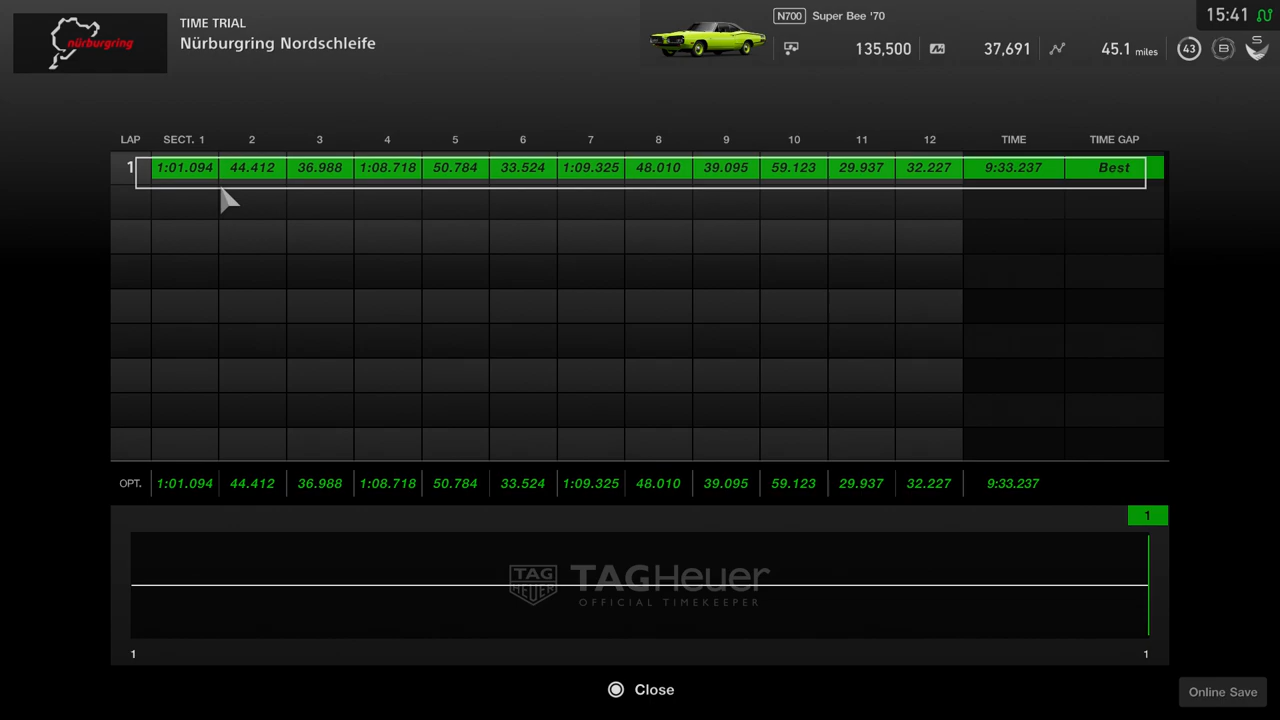 nürburgring
TIME TRIAL
Nürburgring Nordschleife
N700 Super Bee '70
135,500 37,691 45.1 miles 43 B S
15:41
LAP SECT. 1 2 3 4 5 6 7 8 9 10 11 12 TIME TIME GAP
1 1:01.094 44.412 36.988 1:08.718 50.784 33.524 1:09.325 48.010 39.095 59.123 29.937 32.227 9:33.237 Best
OPT. 1:01.094 44.412 36.988 1:08.718 50.784 33.524 1:09.325 48.010 39.095 59.123 29.937 32.227 9:33.237
1
TAG HEUER TAGHeuer
OFFICIAL TIMEKEEPER
1 1
Close
Online Save